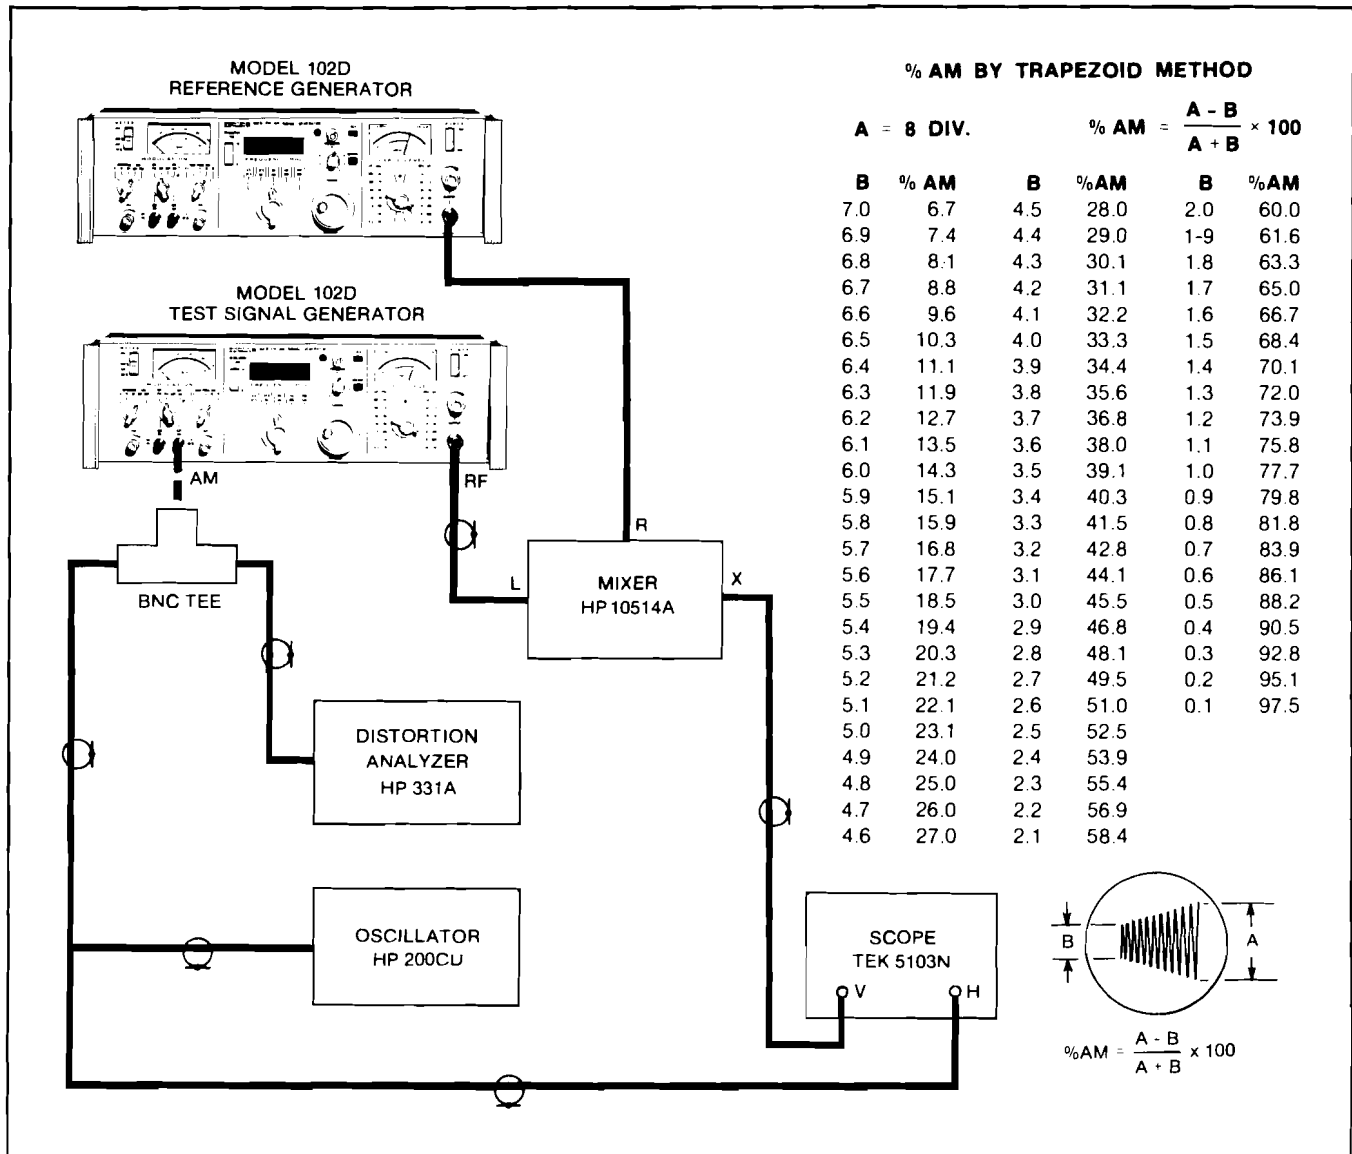 MODEL 102D
REFERENCE GENERATOR
MODEL 102D
TEST SIGNAL GENERATOR
AM
RF
BNC TEE
L
R
X
MIXER
HP 10514A
DISTORTION
ANALYZER
HP 331A
OSCILLATOR
HP 200CU
SCOPE
TEK 5103N
V
H
% AM BY TRAPEZOID METHOD
A = 8 DIV. % AM = A - B / A + B × 100
B % AM B %AM B %AM
7.0 6.7 4.5 28.0 2.0 60.0
6.9 7.4 4.4 29.0 1-9 61.6
6.8 8.1 4.3 30.1 1.8 63.3
6.7 8.8 4.2 31.1 1.7 65.0
6.6 9.6 4.1 32.2 1.6 66.7
6.5 10.3 4.0 33.3 1.5 68.4
6.4 11.1 3.9 34.4 1.4 70.1
6.3 11.9 3.8 35.6 1.3 72.0
6.2 12.7 3.7 36.8 1.2 73.9
6.1 13.5 3.6 38.0 1.1 75.8
6.0 14.3 3.5 39.1 1.0 77.7
5.9 15.1 3.4 40.3 0.9 79.8
5.8 15.9 3.3 41.5 0.8 81.8
5.7 16.8 3.2 42.8 0.7 83.9
5.6 17.7 3.1 44.1 0.6 86.1
5.5 18.5 3.0 45.5 0.5 88.2
5.4 19.4 2.9 46.8 0.4 90.5
5.3 20.3 2.8 48.1 0.3 92.8
5.2 21.2 2.7 49.5 0.2 95.1
5.1 22.1 2.6 51.0 0.1 97.5
5.0 23.1 2.5 52.5
4.9 24.0 2.4 53.9
4.8 25.0 2.3 55.4
4.7 26.0 2.2 56.9
4.6 27.0 2.1 58.4
B
A
%AM = A - B / A + B x 100